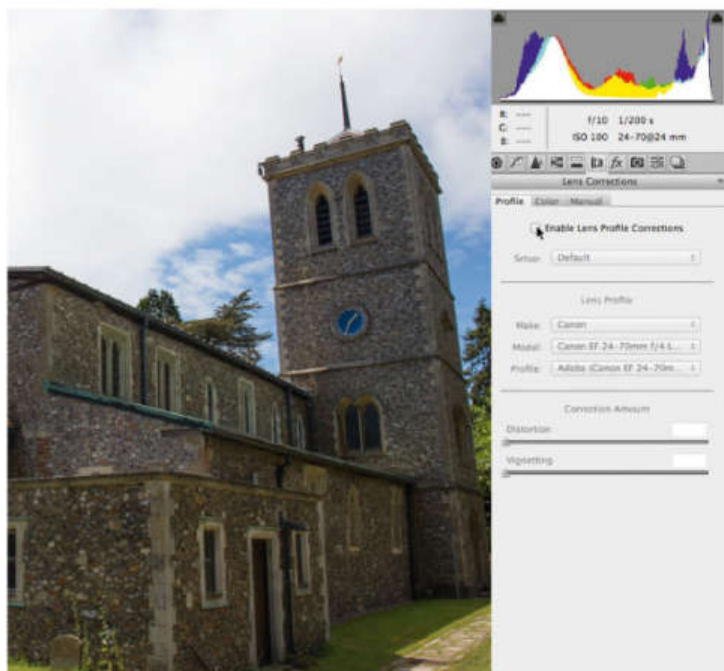 R: ---
G: ---
B: ---
f/10 1/200 s
ISO 100 24-70@24 mm
fx
Lens Corrections
Profile Color Manual
Enable Lens Profile Corrections
Setup: Default
Lens Profile
Make: Canon
Model: Canon EF 24-70mm f/4 L...
Profile: Adobe (Canon EF 24-70m...
Correction Amount
Distortion
Vignetting